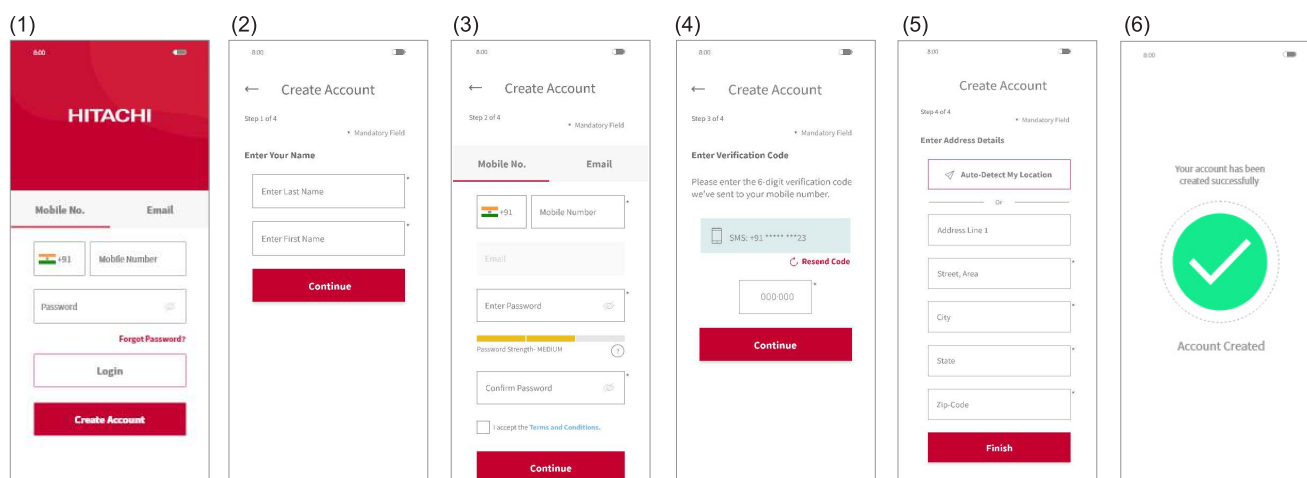 (1)
8:00
HITACHI
Mobile No. Email
+91 Mobile Number
Password
Forgot Password?
Login
Create Account
(2)
8:00
← Create Account
Step 1 of 4
* Mandatory Field
Enter Your Name
Enter Last Name *
Enter First Name *
Continue
(3)
8:00
← Create Account
Step 2 of 4
* Mandatory Field
Mobile No. Email
+91 Mobile Number *
Email
Enter Password *
Password Strength- MEDIUM ?
Confirm Password *
I accept the Terms and Conditions.
Continue
(4)
8:00
← Create Account
Step 3 of 4
* Mandatory Field
Enter Verification Code
Please enter the 6-digit verification code
we've sent to your mobile number.
SMS: +91 ***** ***23
Resend Code
000-000 *
Continue
(5)
8:00
Create Account
Step 4 of 4
* Mandatory Field
Enter Address Details
Auto-Detect My Location
Or
Address Line 1
Street, Area *
City *
State *
Zip-Code *
Finish
(6)
8:00
Your account has been
created successfully
Account Created